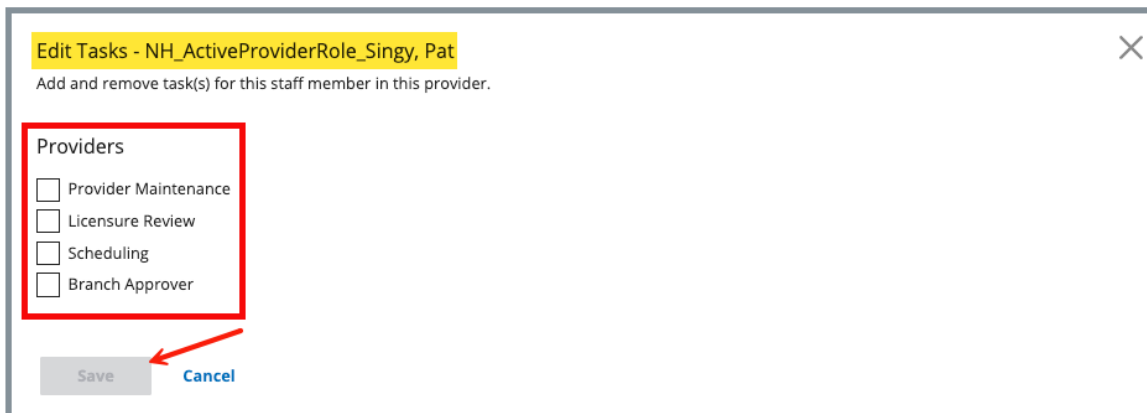 Edit Tasks - NH_ActiveProviderRole_Singy, Pat
Add and remove task(s) for this staff member in this provider.
Providers
Provider Maintenance
Licensure Review
Scheduling
Branch Approver
Save Cancel